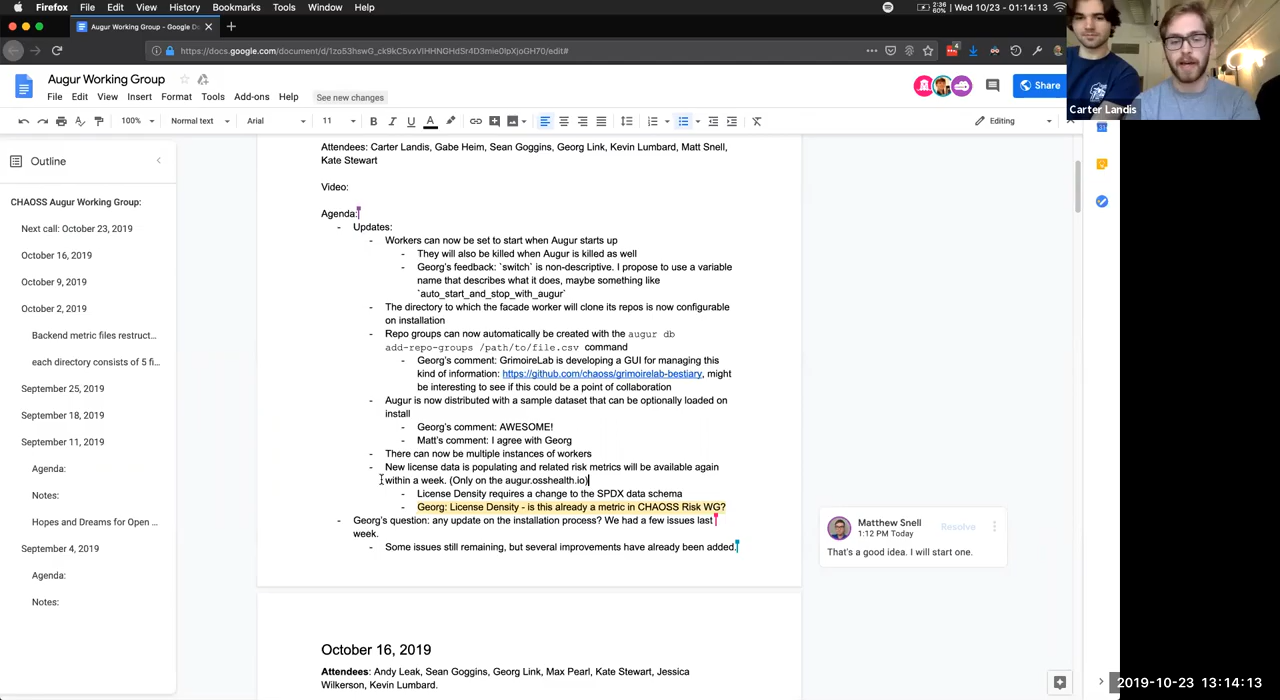 Firefox File Edit View History Bookmarks Tools Window Help
2:36 60% Wed 10/23 - 01:14:13
Augur Working Group - Google Do
https://docs.google.com/document/d/1zo53hswG_ck9kC5vxVIHHNGHdSr4D3mie0lpXjoGH70/edit#
4
Augur Working Group
File Edit View Insert Format Tools Add-ons Help See new changes
Share
Carter Landis
100% Normal text Arial 11 B I U A Editing
Outline
CHAOSS Augur Working Group:
Next call: October 23, 2019
October 16, 2019
October 9, 2019
October 2, 2019
Backend metric files restruct...
each directory consists of 5 fi...
September 25, 2019
September 18, 2019
September 11, 2019
Agenda:
Notes:
Hopes and Dreams for Open ...
September 4, 2019
Agenda:
Notes:
Attendees: Carter Landis, Gabe Heim, Sean Goggins, Georg Link, Kevin Lumbard, Matt Snell,
Kate Stewart
Video:
Agenda:
- Updates:
- Workers can now be set to start when Augur starts up
- They will also be killed when Augur is killed as well
- Georg's feedback: `switch` is non-descriptive. I propose to use a variable
name that describes what it does, maybe something like
`auto_start_and_stop_with_augur`
- The directory to which the facade worker will clone its repos is now configurable
on installation
- Repo groups can now automatically be created with the augur db
add-repo-groups /path/to/file.csv command
- Georg's comment: GrimoireLab is developing a GUI for managing this
kind of information: https://github.com/chaoss/grimoirelab-bestiary, might
be interesting to see if this could be a point of collaboration
- Augur is now distributed with a sample dataset that can be optionally loaded on
install
- Georg's comment: AWESOME!
- Matt's comment: I agree with Georg
- There can now be multiple instances of workers
- New license data is populating and related risk metrics will be available again
within a week. (Only on the augur.osshealth.io)
- License Density requires a change to the SPDX data schema
- Georg: License Density - is this already a metric in CHAOSS Risk WG?
- Georg's question: any update on the installation process? We had a few issues last
week.
- Some issues still remaining, but several improvements have already been added.
Matthew Snell
1:12 PM Today
Resolve
That's a good idea. I will start one.
October 16, 2019
Attendees: Andy Leak, Sean Goggins, Georg Link, Max Pearl, Kate Stewart, Jessica
Wilkerson, Kevin Lumbard.
2019-10-23 13:14:13